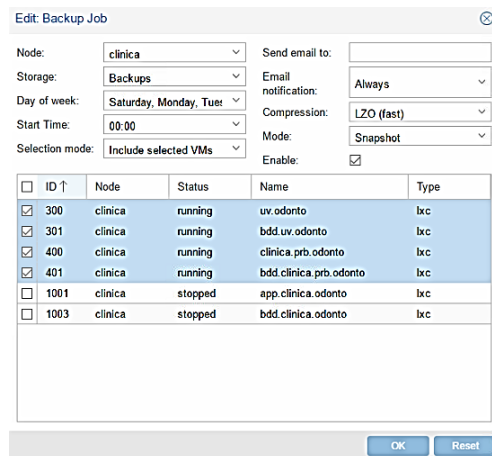 Edit: Backup Job
Node: clinica
Storage: Backups
Day of week: Saturday, Monday, Tues
Start Time: 00:00
Selection mode: Include selected VMs
Send email to:
Email notification: Always
Compression: LZO (fast)
Mode: Snapshot
Enable:
ID↑ Node Status Name Type
300 clinica running uv.odonto lxc
301 clinica running bdd.uv.odonto lxc
400 clinica running clinica.prb.odonto lxc
401 clinica running bdd.clinica.prb.odonto lxc
1001 clinica stopped app.clinica.odonto lxc
1003 clinica stopped bdd.clinica.odonto lxc
OK Reset